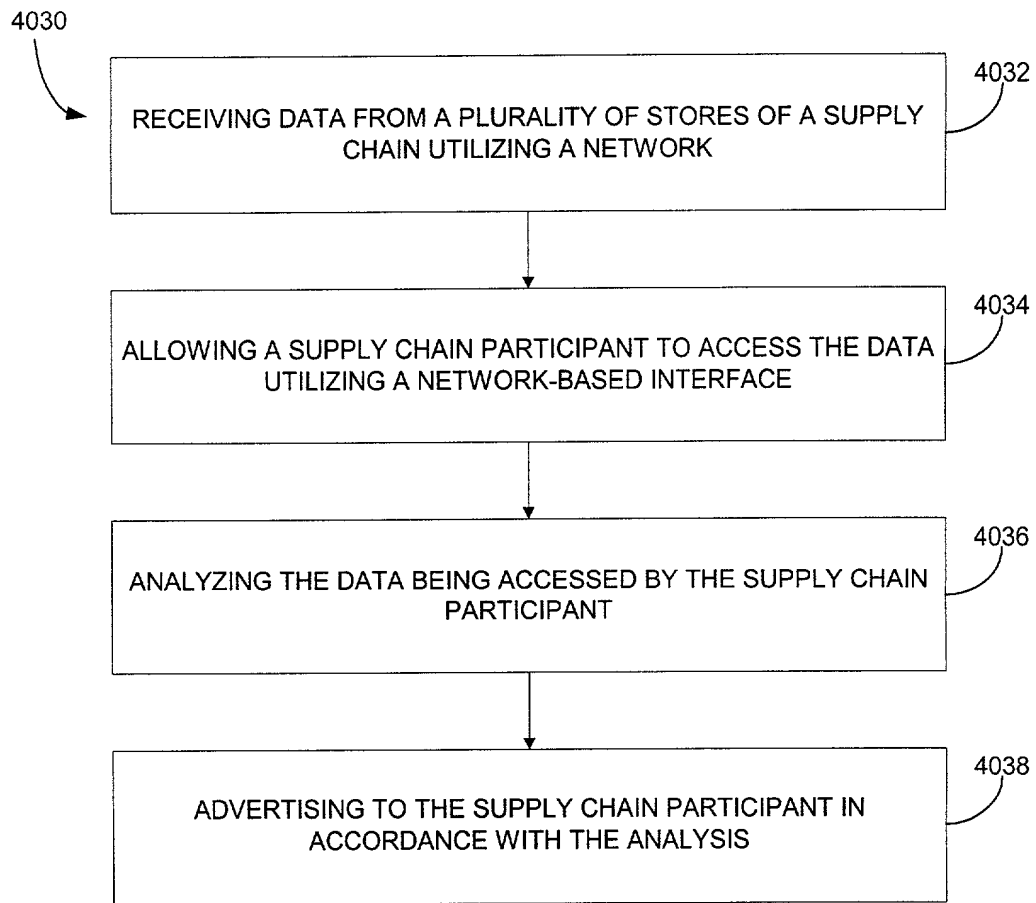 4030
4032
RECEIVING DATA FROM A PLURALITY OF STORES OF A SUPPLY
CHAIN UTILIZING A NETWORK
4034
ALLOWING A SUPPLY CHAIN PARTICIPANT TO ACCESS THE DATA
UTILIZING A NETWORK-BASED INTERFACE
4036
ANALYZING THE DATA BEING ACCESSED BY THE SUPPLY CHAIN
PARTICIPANT
4038
ADVERTISING TO THE SUPPLY CHAIN PARTICIPANT IN
ACCORDANCE WITH THE ANALYSIS